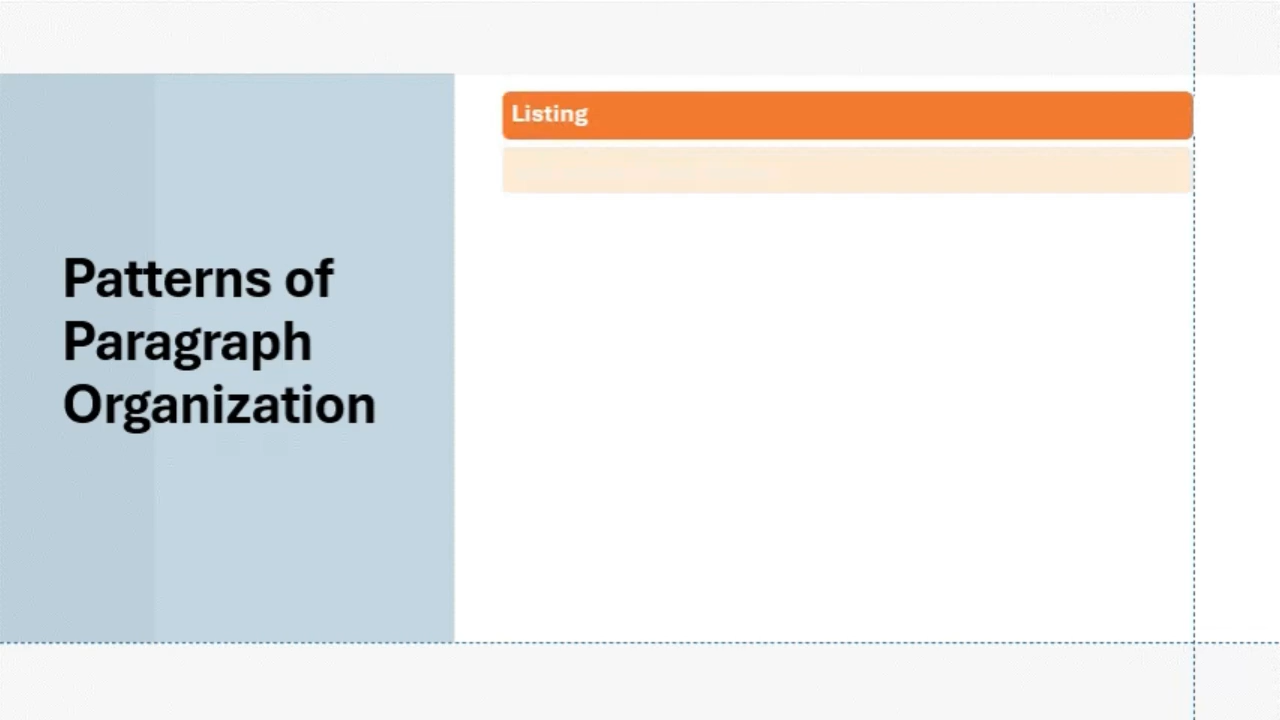 Listing
Patterns of
Paragraph
Organization